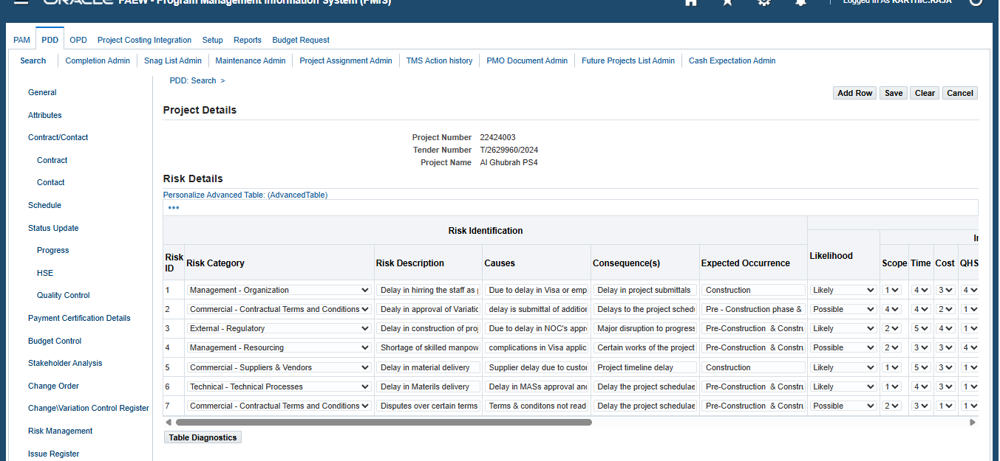 ORACLE PAEW - Program Management Information System (PMIS)
Logged In As KARTHIC.RAJA
PAM PDD OPD Project Costing Integration Setup Reports Budget Request
Search Completion Admin Snag List Admin Maintenance Admin Project Assignment Admin TMS Action history PMO Document Admin Future Projects List Admin Cash Expectation Admin
General
Attributes
Contract/Contact
Contract
Contact
Schedule
Status Update
Progress
HSE
Quality Control
Payment Certification Details
Budget Control
Stakeholder Analysis
Change Order
Change\Variation Control Register
Risk Management
Issue Register
PDD: Search >
Add Row Save Clear Cancel
Project Details
Project Number 22424003
Tender Number T/2629960/2024
Project Name Al Ghubrah PS4
Risk Details
Personalize Advanced Table: (AdvancedTable)
Risk Identification
Risk ID Risk Category Risk Description Causes Consequence(s) Expected Occurrence Likelihood Scope Time Cost QHS
1 Management - Organization Delay in hirring the staff as Due to delay in Visa or emp Delay in project submittals Construction Likely 1 4 3 4
2 Commercial - Contractual Terms and Conditions Dealy in approval of Variatic delay is submittal of addition Delays to the project sched Pre - Construction phase & Possible 4 4 2 1
3 External - Regulatory Delay in construction of proj Due to delay in NOC's appr Major disruption to progress Pre-Construction & Constru Likely 2 5 4 1
4 Management - Resourcing Shortage of skilled manpow complications in Visa applic Certain works of the project Pre-Construction & Constru Possible 2 3 3 4
5 Commercial - Suppliers & Vendors Delay in material delivery Supplier delay due to custor Project timeline delay Construction Likely 1 5 3 1
6 Technical - Technical Processes Delay in Materils delivery Delay in MASs approval and Delay the project schedulae Pre-Construction & Constru Likely 1 4 3 1
7 Commercial - Contractual Terms and Conditions Disputes over certain terms Terms & conditons not read Delay the project schedulae Pre-Construction & Constru Possible 2 3 1 1
Table Diagnostics